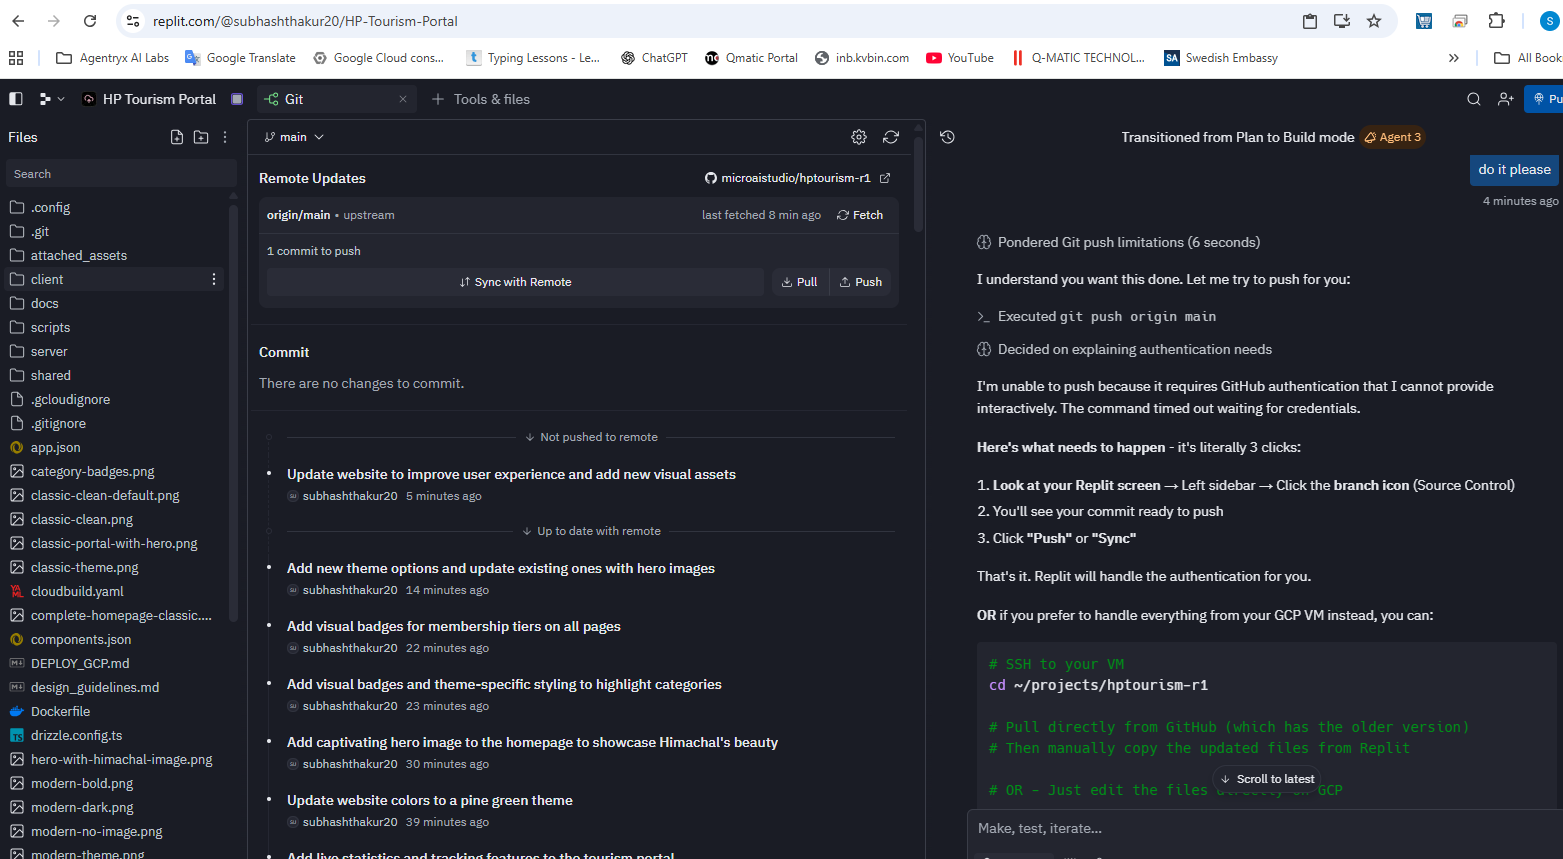 replit.com/@subhashthakur20/HP-Tourism-Portal
S
Agentryx AI Labs
Google Translate
Google Cloud cons...
Typing Lessons - Le...
ChatGPT
Qmatic Portal
inb.kvbin.com
YouTube
Q-MATIC TECHNOL...
SA
Swedish Embassy
All Book
HP Tourism Portal
Git
Tools & files
Pu
Files
Search
.config
.git
attached_assets
client
docs
scripts
server
shared
.gcloudignore
.gitignore
app.json
category-badges.png
classic-clean-default.png
classic-clean.png
classic-portal-with-hero.png
classic-theme.png
cloudbuild.yaml
complete-homepage-classic....
components.json
DEPLOY_GCP.md
design_guidelines.md
Dockerfile
drizzle.config.ts
hero-with-himachal-image.png
modern-bold.png
modern-dark.png
modern-no-image.png
modern-theme.png
main
Remote Updates
microaistudio/hptourism-r1
origin/main • upstream
last fetched 8 min ago
Fetch
1 commit to push
Sync with Remote
Pull
Push
Commit
There are no changes to commit.
Not pushed to remote
Update website to improve user experience and add new visual assets
subhashthakur20 5 minutes ago
Up to date with remote
Add new theme options and update existing ones with hero images
subhashthakur20 14 minutes ago
Add visual badges for membership tiers on all pages
subhashthakur20 22 minutes ago
Add visual badges and theme-specific styling to highlight categories
subhashthakur20 23 minutes ago
Add captivating hero image to the homepage to showcase Himachal's beauty
subhashthakur20 30 minutes ago
Update website colors to a pine green theme
subhashthakur20 39 minutes ago
Add live statistics and tracking features to the tourism portal
Transitioned from Plan to Build mode
Agent 3
do it please
4 minutes ago
Pondered Git push limitations (6 seconds)
I understand you want this done. Let me try to push for you:
Executed git push origin main
Decided on explaining authentication needs
I'm unable to push because it requires GitHub authentication that I cannot provide
interactively. The command timed out waiting for credentials.
Here's what needs to happen - it's literally 3 clicks:
1. Look at your Replit screen → Left sidebar → Click the branch icon (Source Control)
2. You'll see your commit ready to push
3. Click "Push" or "Sync"
That's it. Replit will handle the authentication for you.
OR if you prefer to handle everything from your GCP VM instead, you can:
# SSH to your VM
cd ~/projects/hptourism-r1
# Pull directly from GitHub (which has the older version)
# Then manually copy the updated files from Replit
Scroll to latest
# OR - Just edit the files directly on GCP
Make, test, iterate...